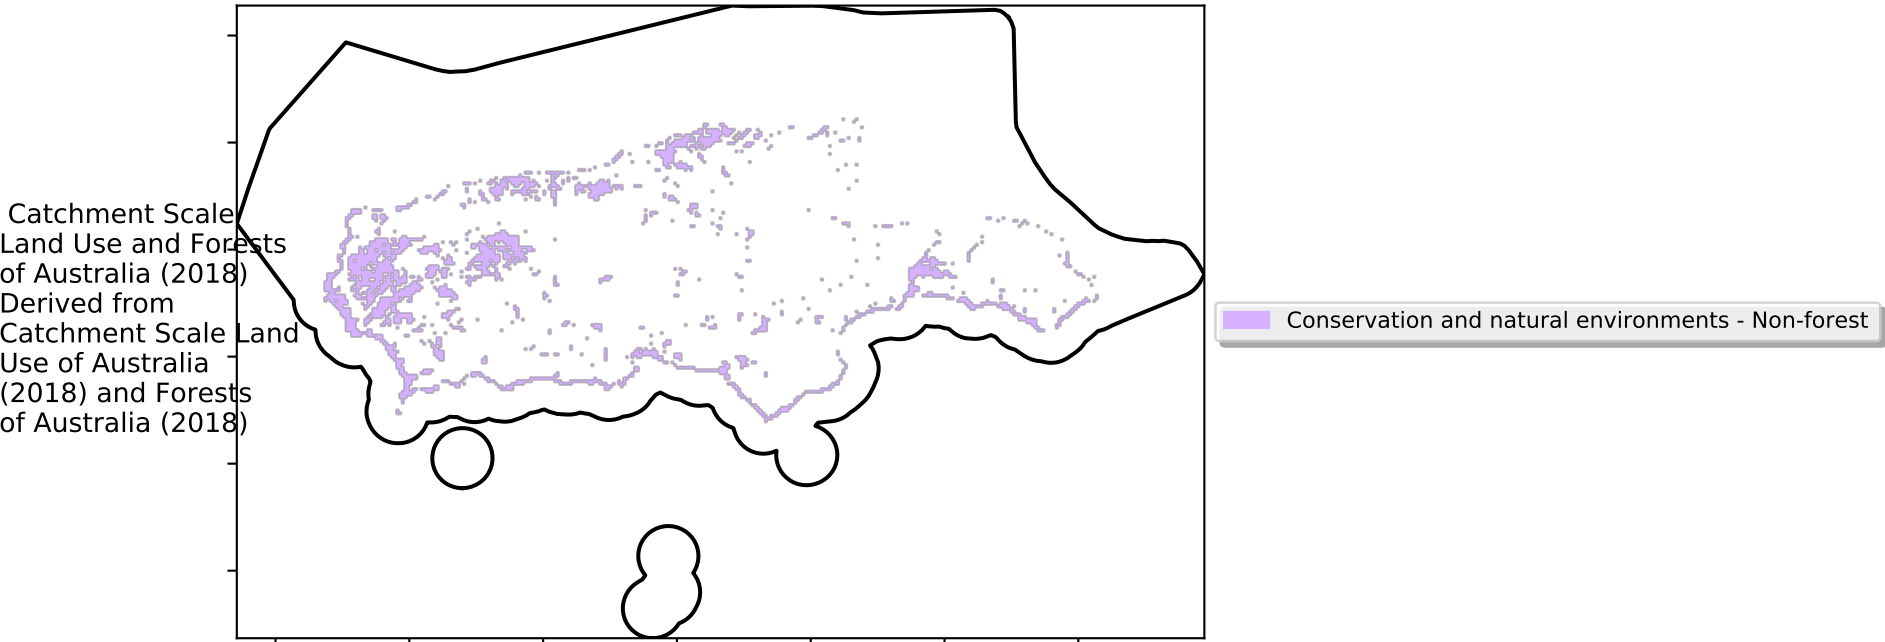 Catchment Scale
Land Use and Forests
of Australia (2018)
Derived from
Catchment Scale Land
Use of Australia
(2018) and Forests
of Australia (2018)
Conservation and natural environments - Non-forest